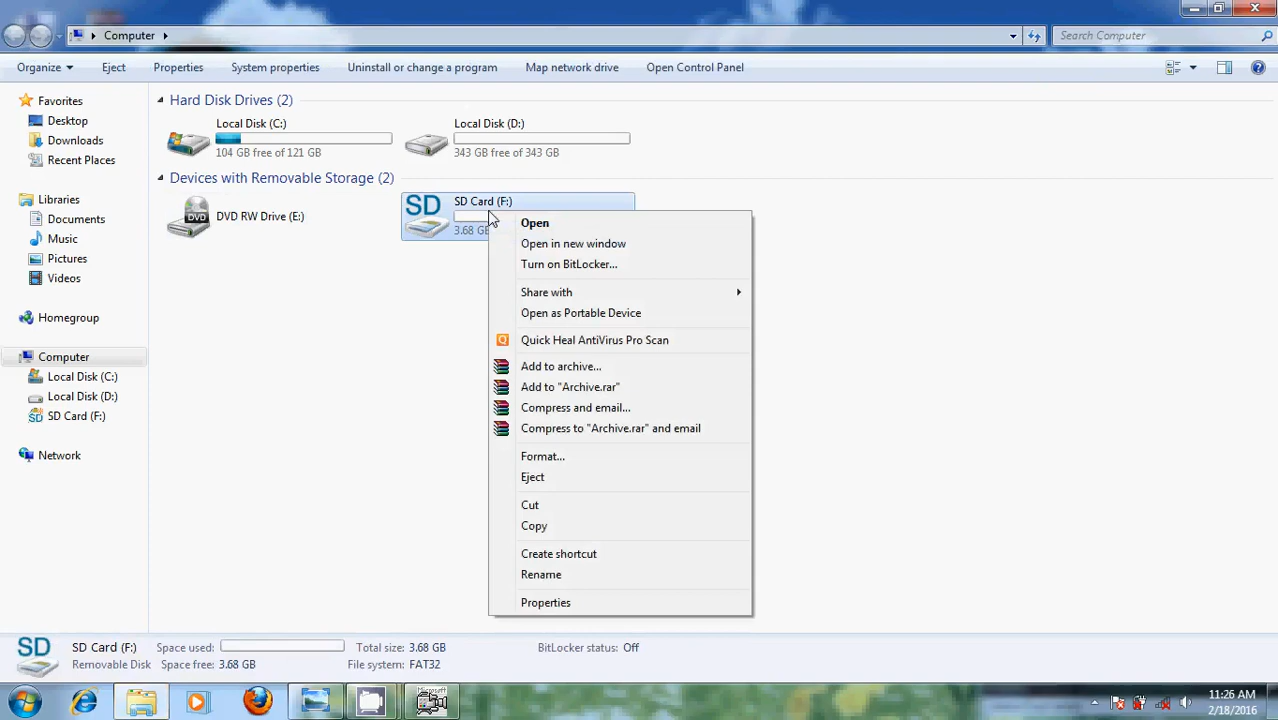 Computer
Search Computer
Organize
Eject
Properties
System properties
Uninstall or change a program
Map network drive
Open Control Panel
Favorites
Desktop
Downloads
Recent Places
Libraries
Documents
Music
Pictures
Videos
Homegroup
Computer
Local Disk (C:)
Local Disk (D:)
SD Card (F:)
Network
Hard Disk Drives (2)
Local Disk (C:)
104 GB free of 121 GB
Local Disk (D:)
343 GB free of 343 GB
Devices with Removable Storage (2)
DVD
DVD RW Drive (E:)
SD
SD Card (F:)
3.68 GB
Open
Open in new window
Turn on BitLocker...
Share with
Open as Portable Device
Q
Quick Heal AntiVirus Pro Scan
Add to archive...
Add to "Archive.rar"
Compress and email...
Compress to "Archive.rar" and email
Format...
Eject
Cut
Copy
Create shortcut
Rename
Properties
SD
SD Card (F:)
Space used:
Total size: 3.68 GB
BitLocker status: Off
Removable Disk
Space free: 3.68 GB
File system: FAT32
Microsoft
11:26 AM
2/18/2016